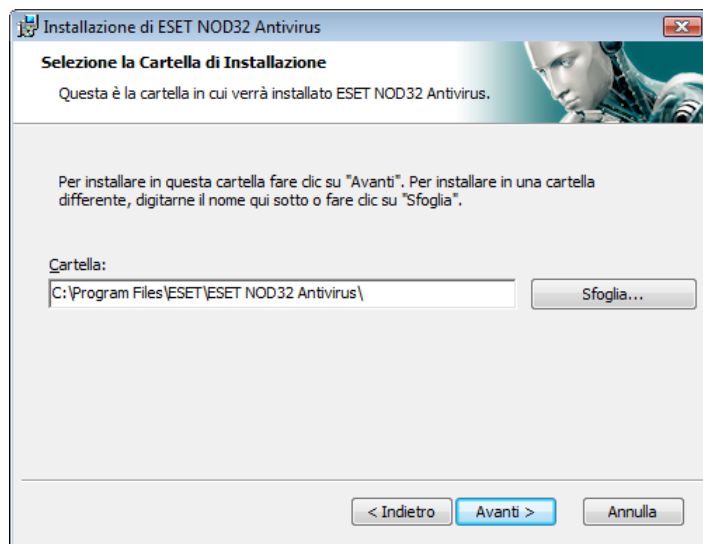 Installazione di ESET NOD32 Antivirus
Selezione la Cartella di Installazione
Questa è la cartella in cui verrà installato ESET NOD32 Antivirus.
Per installare in questa cartella fare clic su "Avanti". Per installare in una cartella
differente, digitarne il nome qui sotto o fare clic su "Sfoglia".
Cartella:
C:\Program Files\ESET\ESET NOD32 Antivirus\
Sfoglia...
< Indietro
Avanti >
Annulla